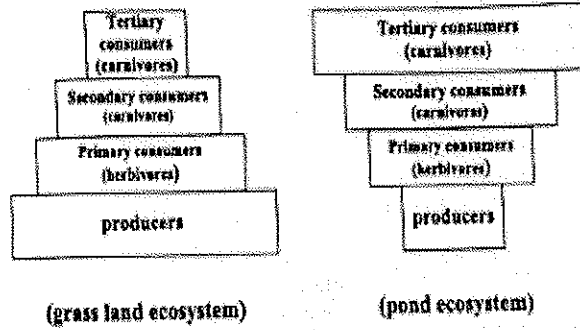 Tertiary
consumers
(carnivores)
Secondary consumers
(carnivores)
Primary consumers
(herbivores)
producers
(grass land ecosystem)
Tertiary consumers
(carnivores)
Secondary consumers
(carnivores)
Primary consumers
(herbivores)
producers
(pond ecosystem)